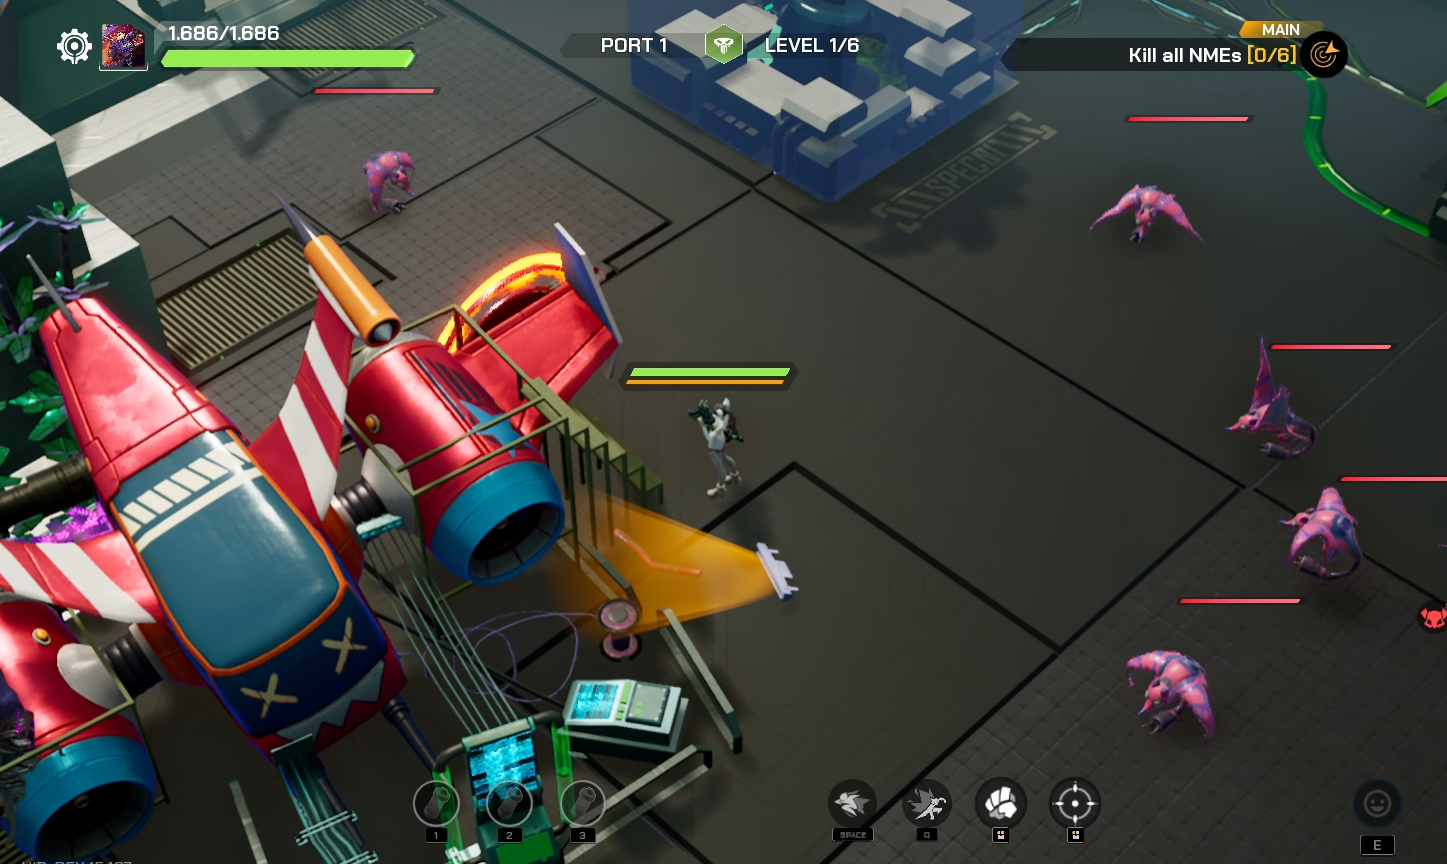 1.686/1.686
PORT 1
LEVEL 1/6
MAIN
Kill all NMEs [0/6]
1
2
3
SPACE
Q
E